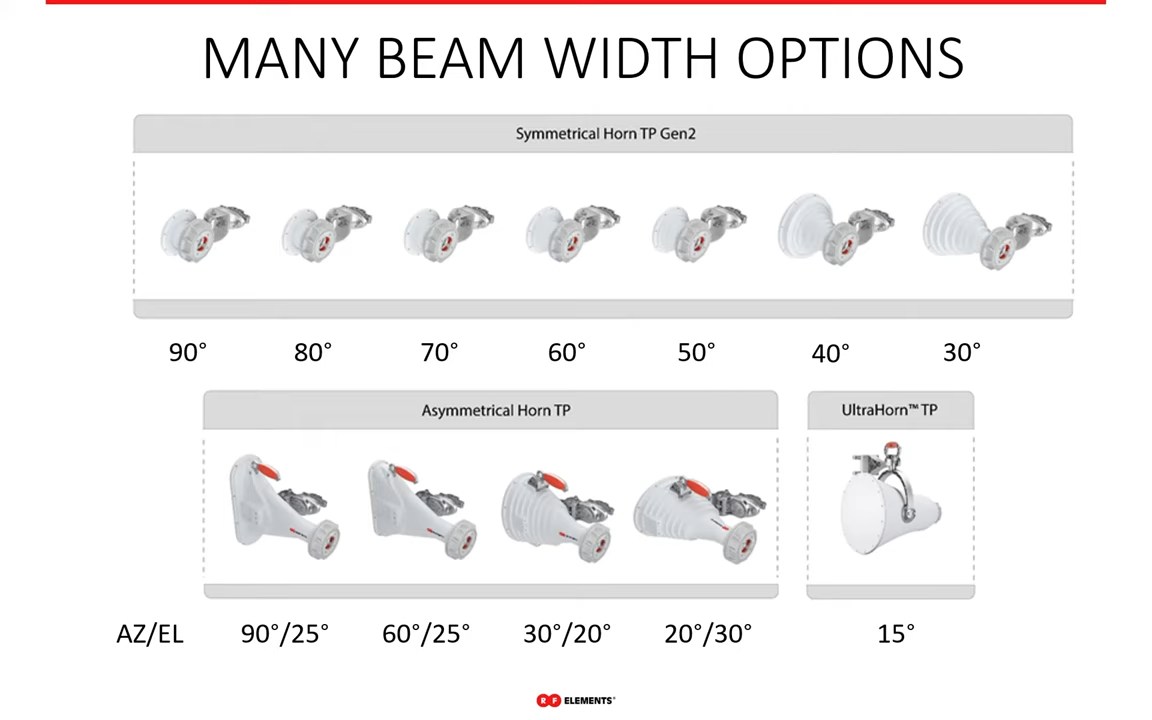 MANY BEAM WIDTH OPTIONS
Symmetrical Horn TP Gen2
90° 80° 70° 60° 50° 40° 30°
Asymmetrical Horn TP
UltraHorn™ TP
AZ/EL 90°/25° 60°/25° 30°/20° 20°/30° 15°
RF ELEMENTS®